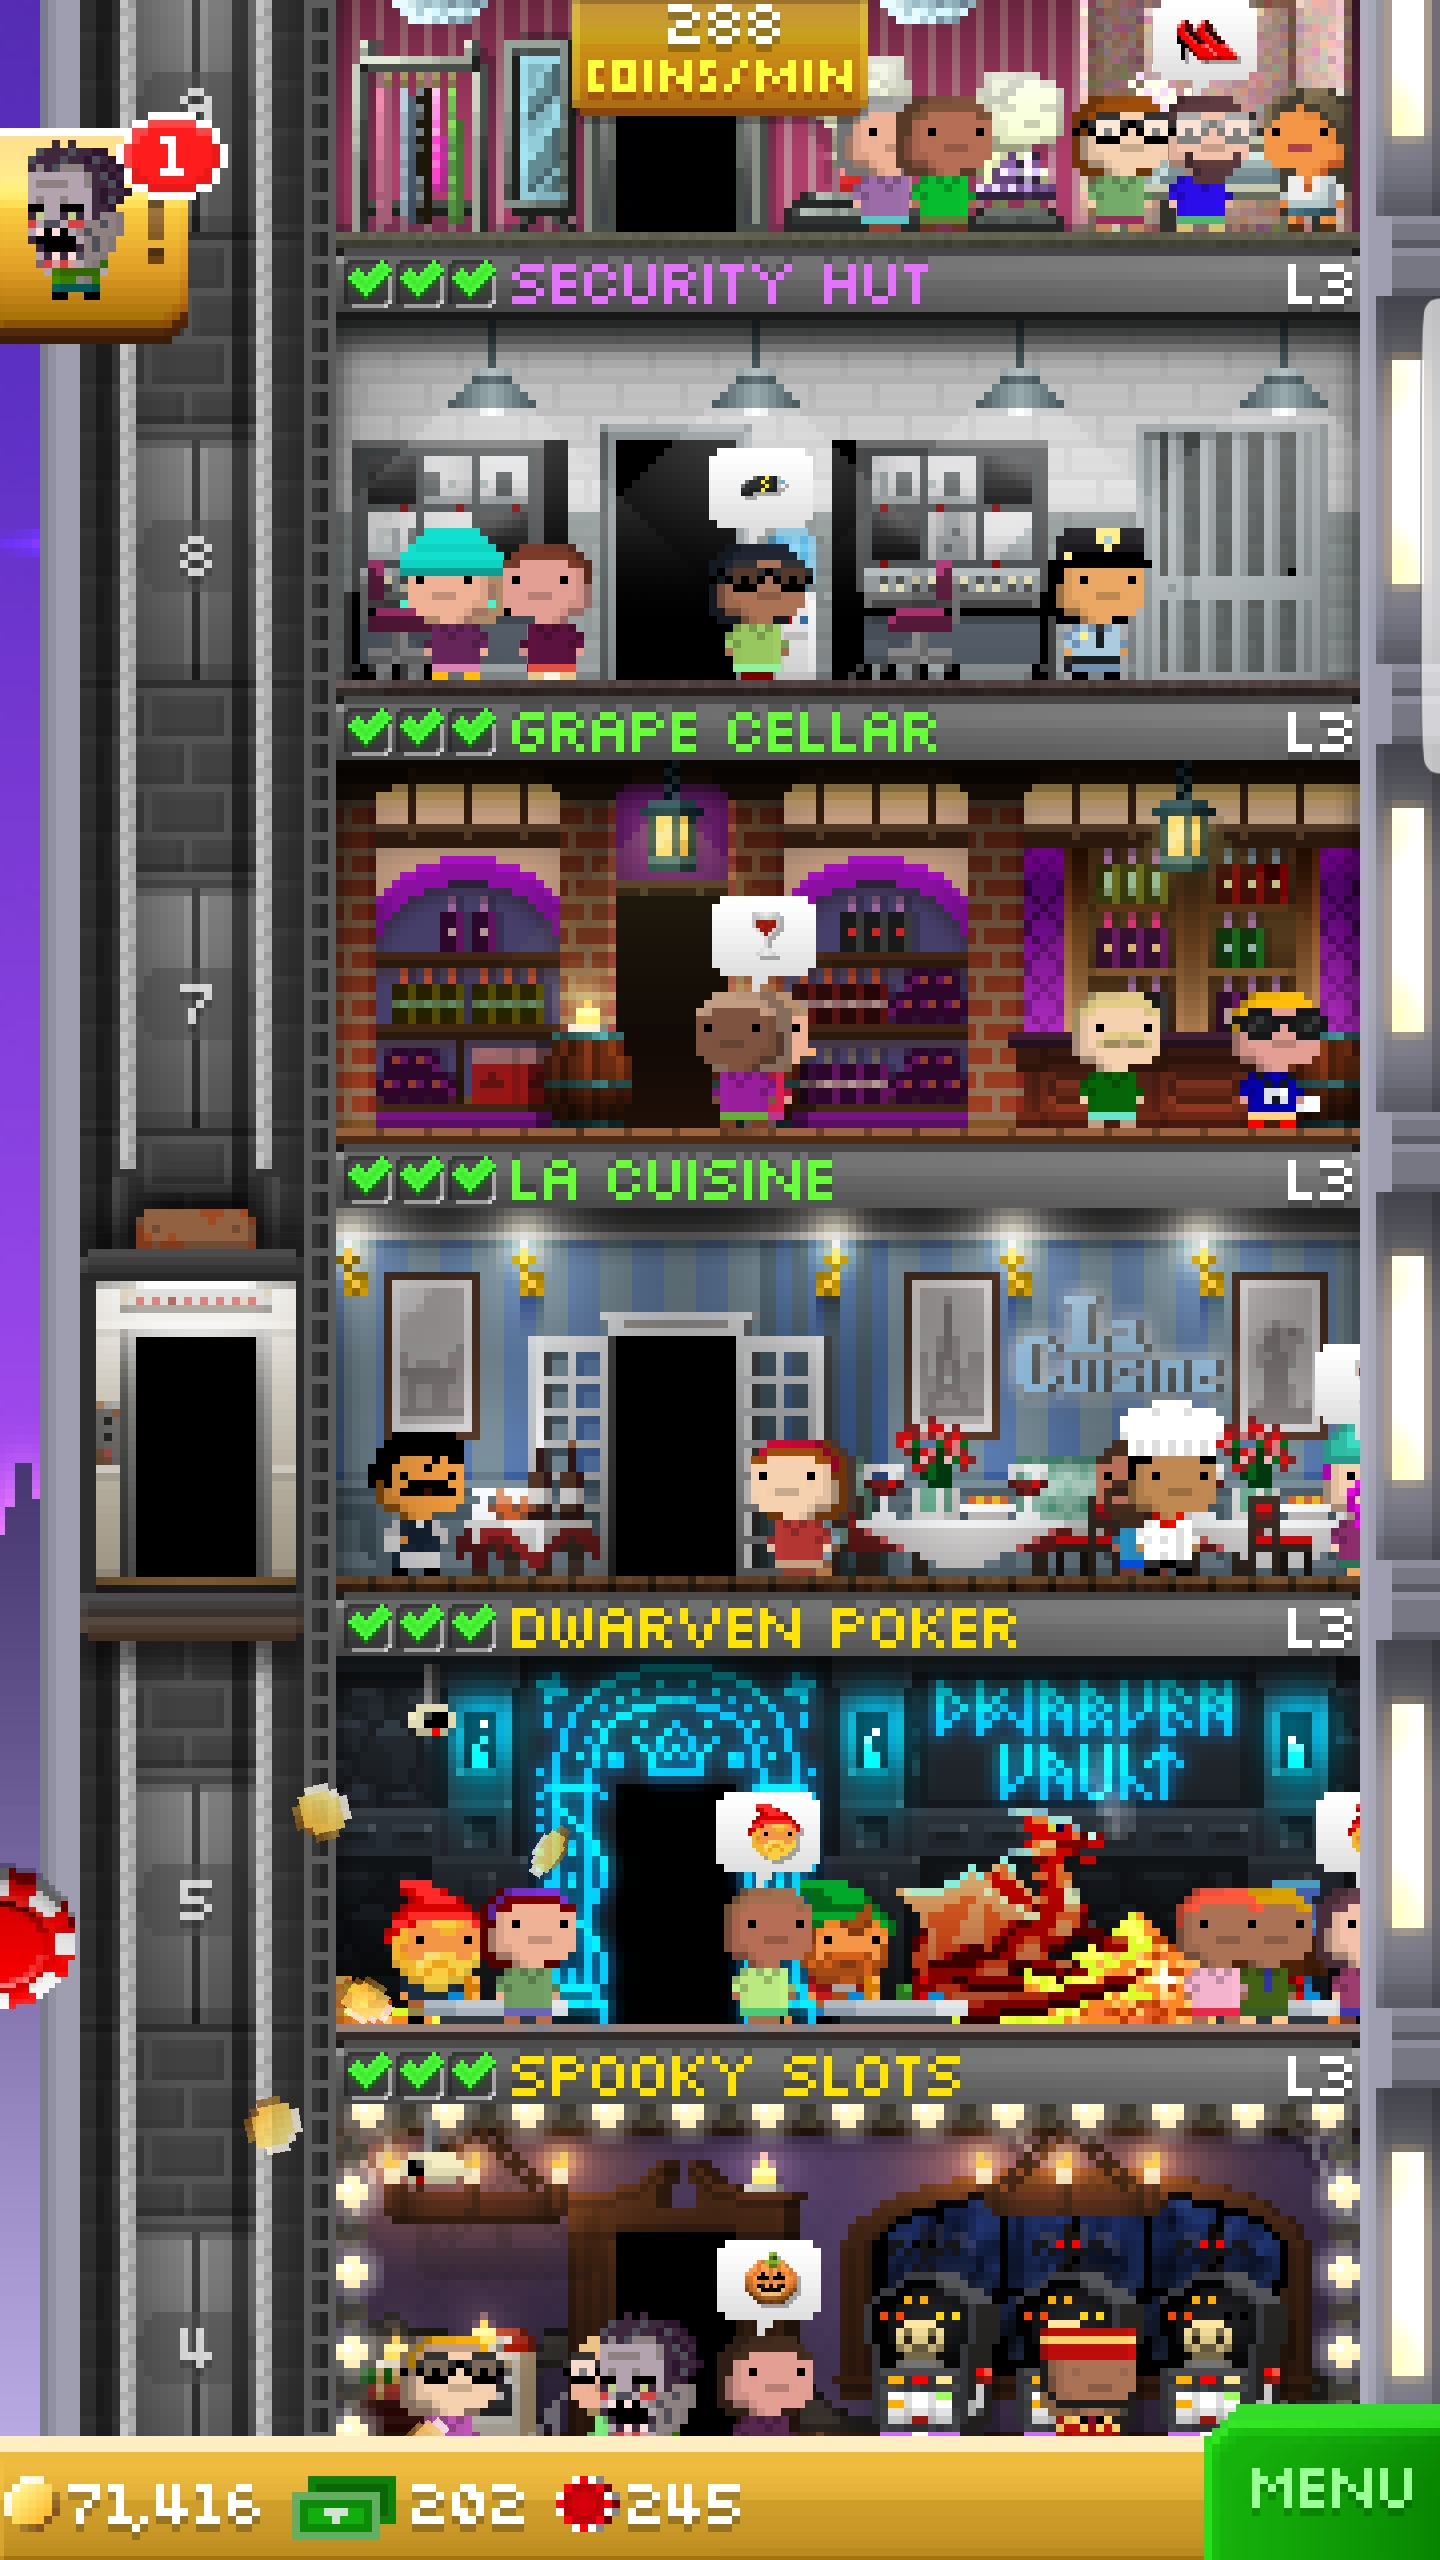 288
COINS/MIN
9
1
!
SECURITY HUT L3
8
GRAPE CELLAR L3
7
LA CUISINE L3
La
Cuisine
DWARVEN POKER L3
DWARVEN
VAULT
5
SPOOKY SLOTS L3
4
71,416 202 245
MENU